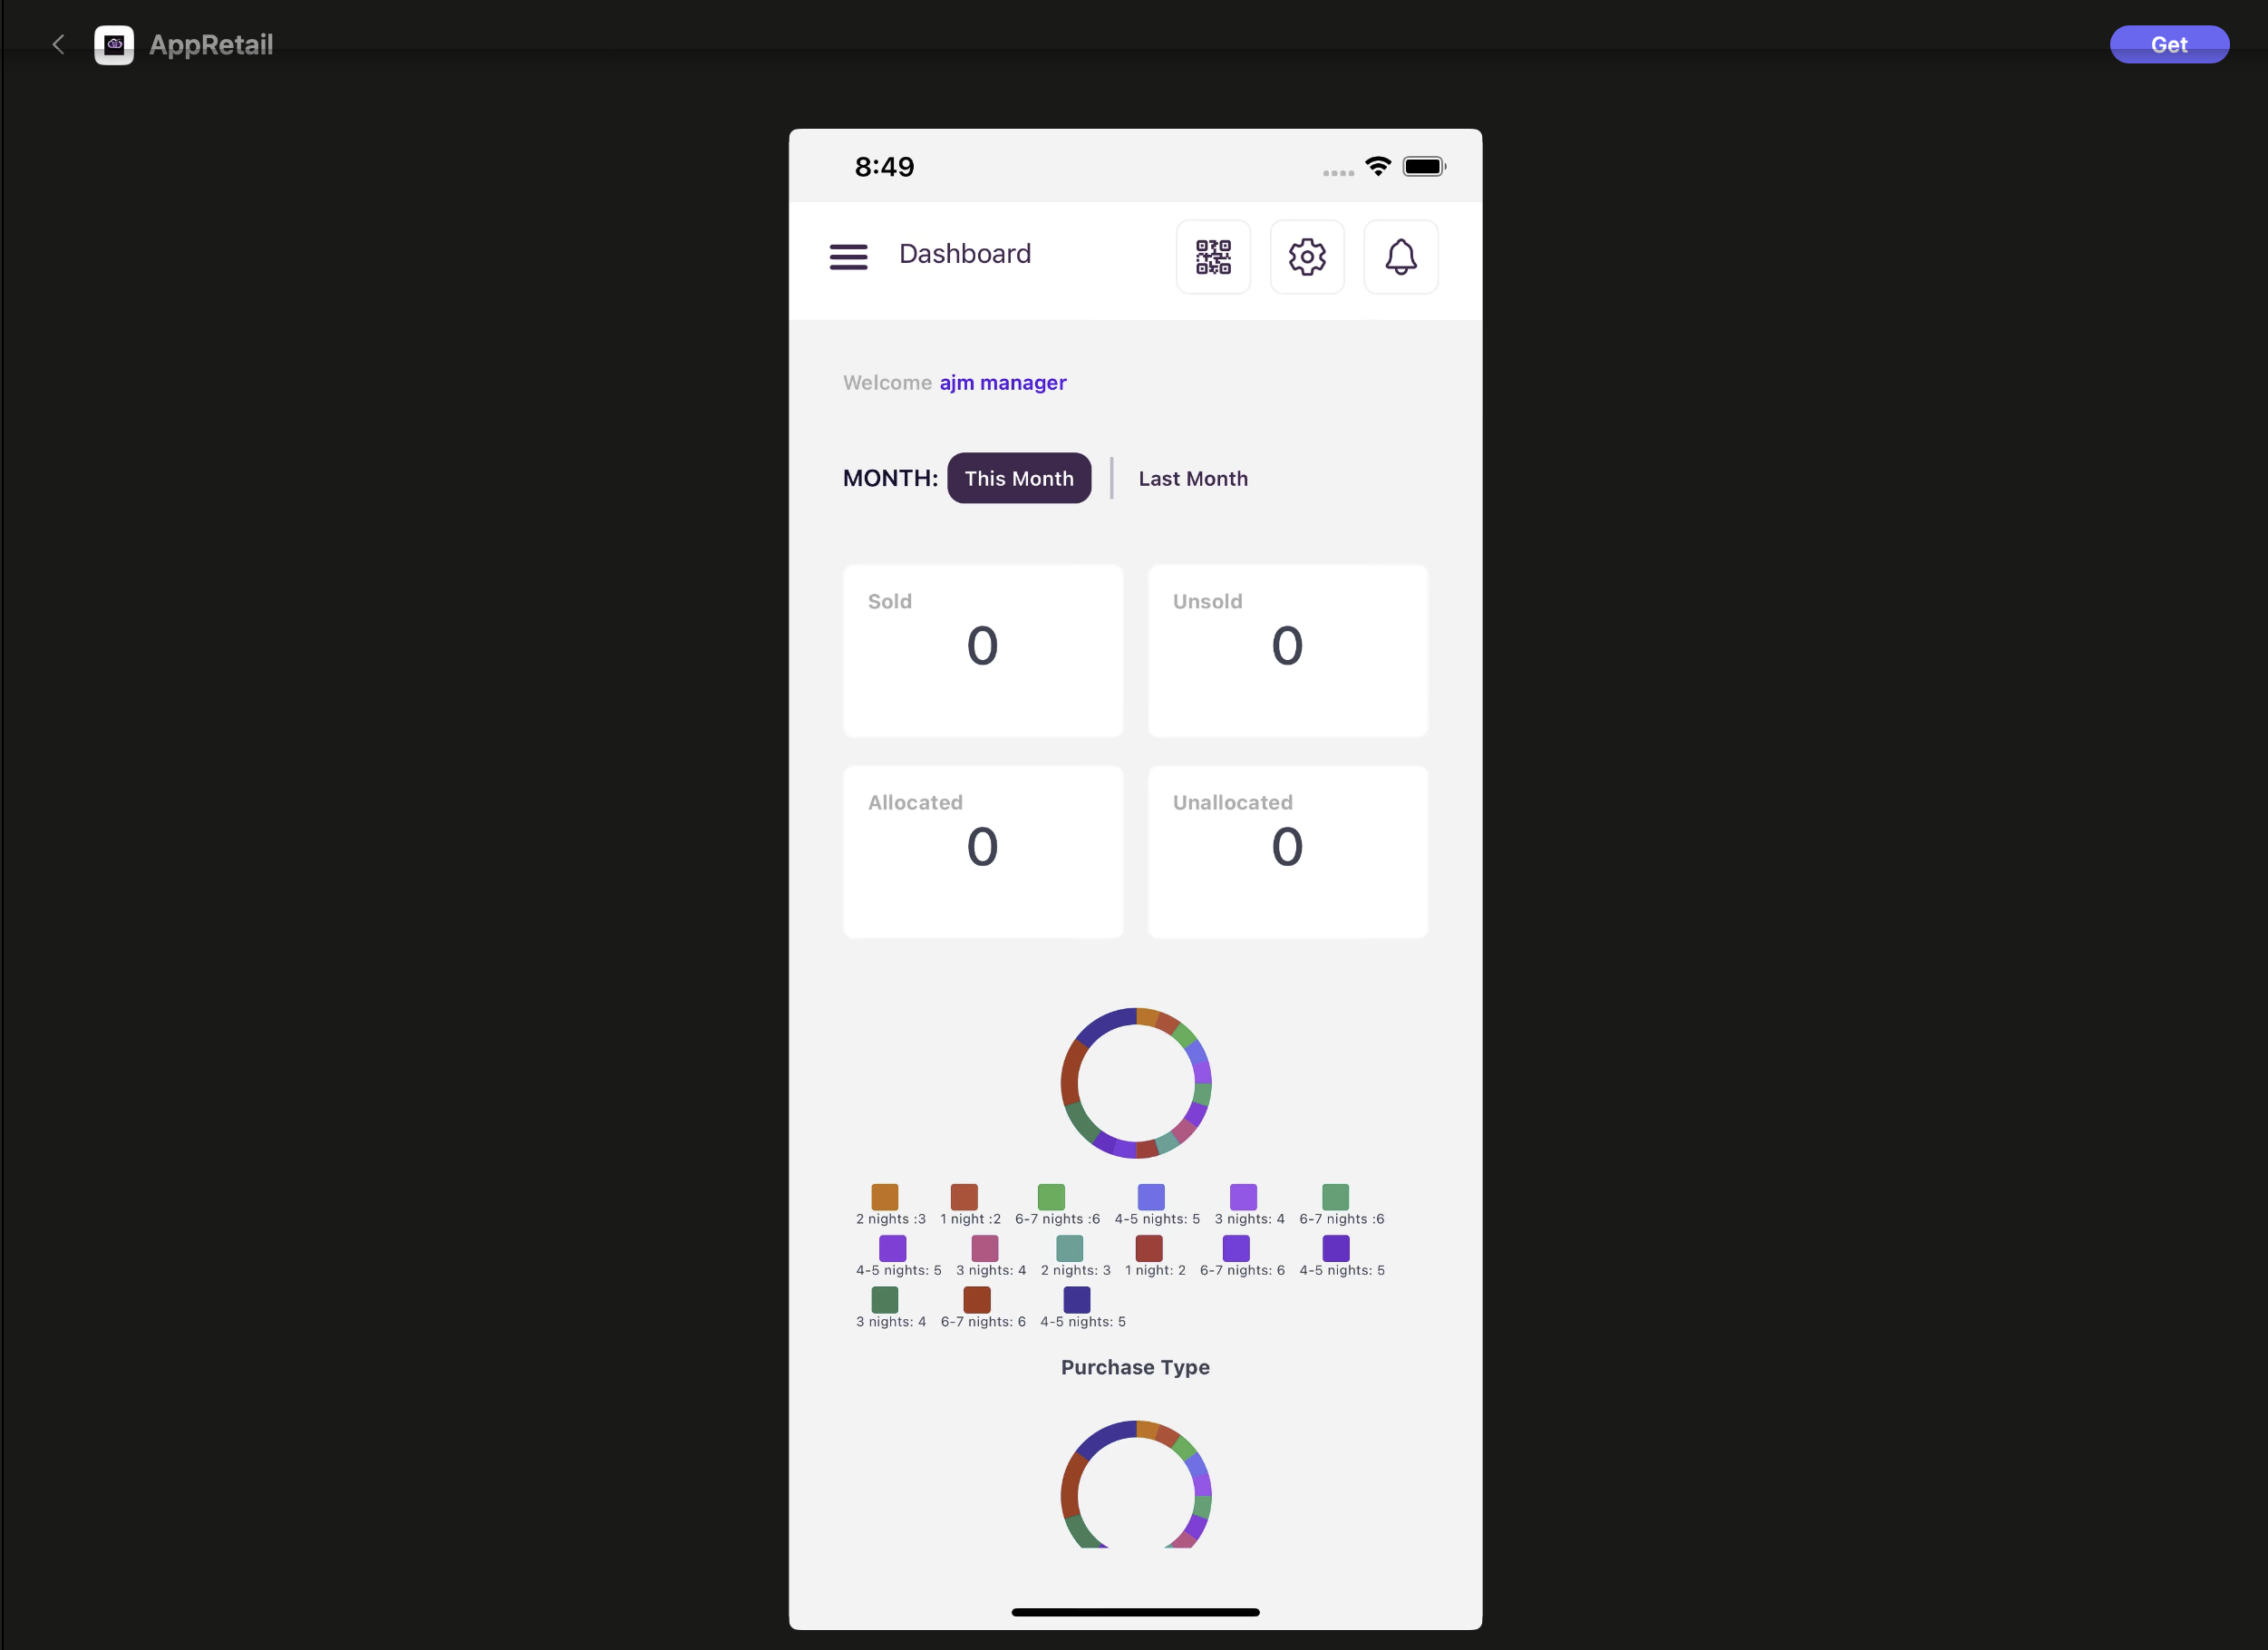 AppRetail
Get
8:49
Dashboard
Welcome ajm manager
MONTH: This Month Last Month
Sold Unsold
0 0
Allocated Unallocated
0 0
2 nights :3 1 night :2 6-7 nights :6 4-5 nights: 5 3 nights: 4 6-7 nights :6
4-5 nights: 5 3 nights: 4 2 nights: 3 1 night: 2 6-7 nights: 6 4-5 nights: 5
3 nights: 4 6-7 nights: 6 4-5 nights: 5
Purchase Type